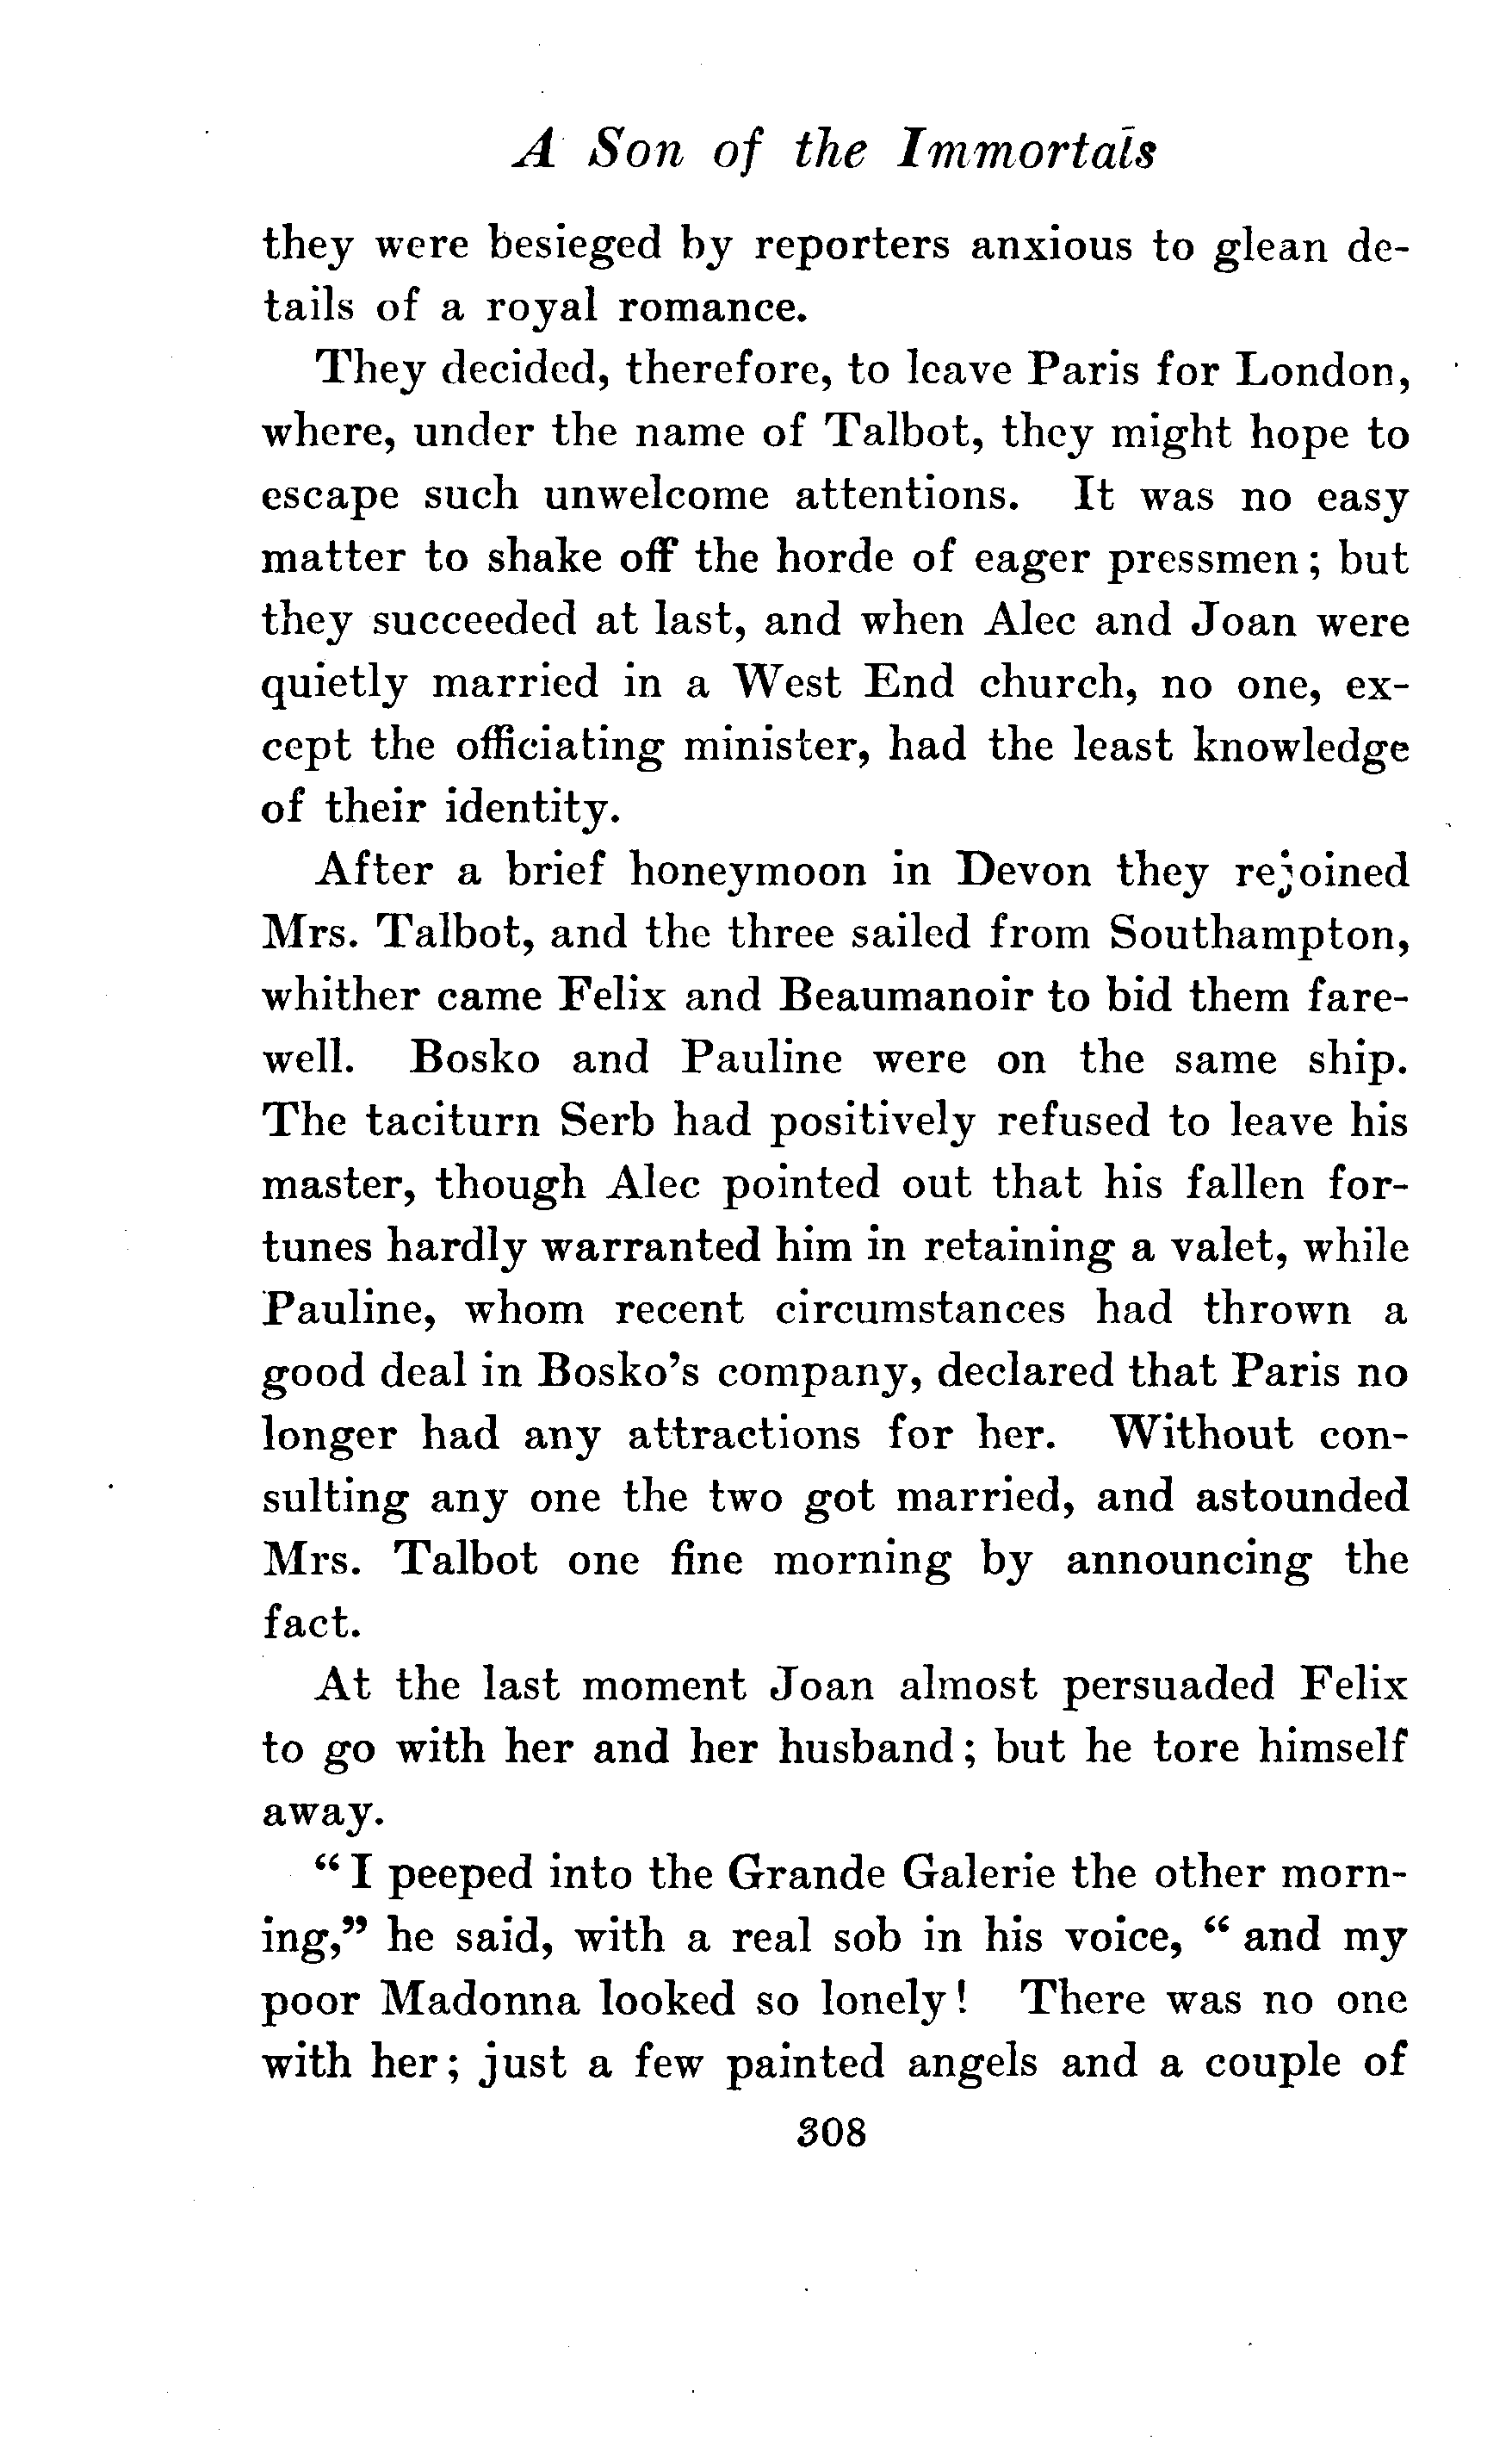 A Son of the Immortals
they were besieged by reporters anxious to glean de-
tails of a royal romance.
They decided, therefore, to leave Paris for London,
where, under the name of Talbot, they might hope to
escape such unwelcome attentions. It was no easy
matter to shake off the horde of eager pressmen; but
they succeeded at last, and when Alec and Joan were
quietly married in a West End church, no one, ex-
cept the officiating minister, had the least knowledge
of their identity.
After a brief honeymoon in Devon they rejoined
Mrs. Talbot, and the three sailed from Southampton,
whither came Felix and Beaumanoir to bid them fare-
well. Bosko and Pauline were on the same ship.
The taciturn Serb had positively refused to leave his
master, though Alec pointed out that his fallen for-
tunes hardly warranted him in retaining a valet, while
Pauline, whom recent circumstances had thrown a
good deal in Bosko's company, declared that Paris no
longer had any attractions for her. Without con-
sulting any one the two got married, and astounded
Mrs. Talbot one fine morning by announcing the
fact.
At the last moment Joan almost persuaded Felix
to go with her and her husband; but he tore himself
away.
"I peeped into the Grande Galerie the other morn-
ing," he said, with a real sob in his voice, "and my
poor Madonna looked so lonely! There was no one
with her; just a few painted angels and a couple of
308